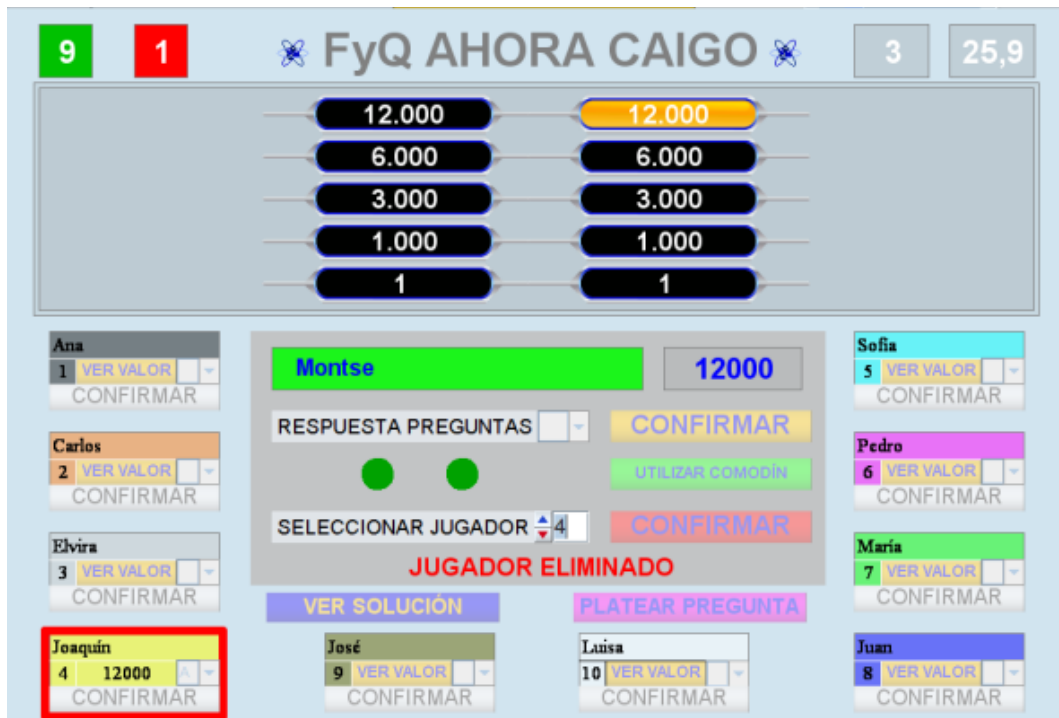 9 1 FyQ AHORA CAIGO 3 25,9
12.000 12.000
6.000 6.000
3.000 3.000
1.000 1.000
1 1
Ana
1 VER VALOR
CONFIRMAR
Carlos
2 VER VALOR
CONFIRMAR
Elvira
3 VER VALOR
CONFIRMAR
Joaquín
4 12000 A
CONFIRMAR
Montse 12000
RESPUESTA PREGUNTAS CONFIRMAR
UTILIZAR COMODÍN
SELECCIONAR JUGADOR 4 CONFIRMAR
JUGADOR ELIMINADO
VER SOLUCIÓN PLATEAR PREGUNTA
José
9 VER VALOR
CONFIRMAR
Luisa
10 VER VALOR
CONFIRMAR
Sofia
5 VER VALOR
CONFIRMAR
Pedro
6 VER VALOR
CONFIRMAR
María
7 VER VALOR
CONFIRMAR
Juan
8 VER VALOR
CONFIRMAR